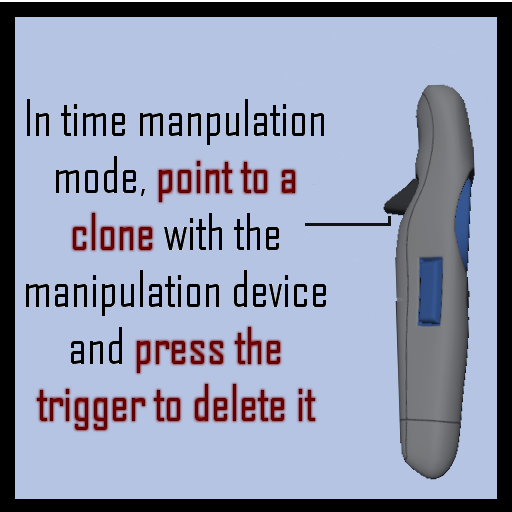 In time manpulation
mode, point to a
clone with the
manipulation device
and press the
trigger to delete it